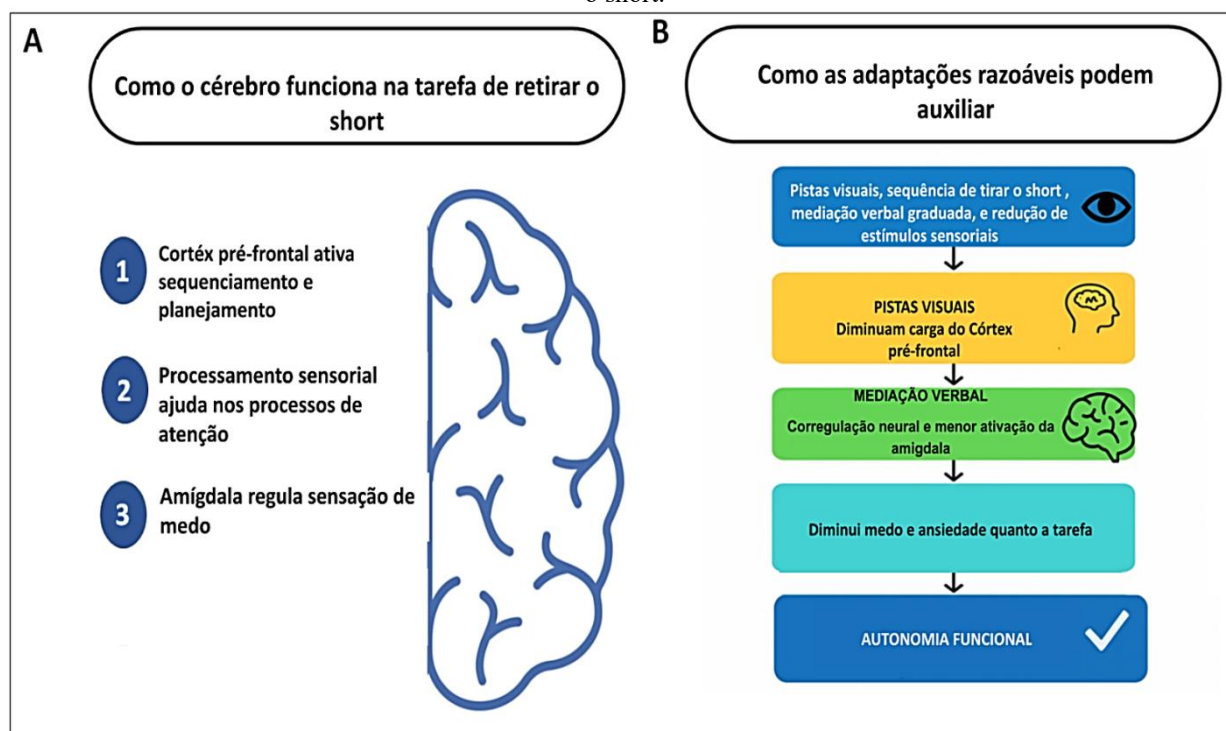 o short.
A
Como o cérebro funciona na tarefa de retirar o
short
1
Cortéx pré-frontal ativa
sequenciamento e
planejamento
2
Processamento sensorial
ajuda nos processos de
atenção
3
Amígdala regula sensação de
medo
B
Como as adaptações razoáveis podem
auxiliar
Pistas visuais, sequência de tirar o short ,
mediação verbal graduada, e redução de
estímulos sensoriais
PISTAS VISUAIS
Diminuam carga do Córtex
pré-frontal
MEDIAÇÃO VERBAL
Corregulação neural e menor ativação da
amigdala
Diminui medo e ansiedade quanto a tarefa
AUTONOMIA FUNCIONAL